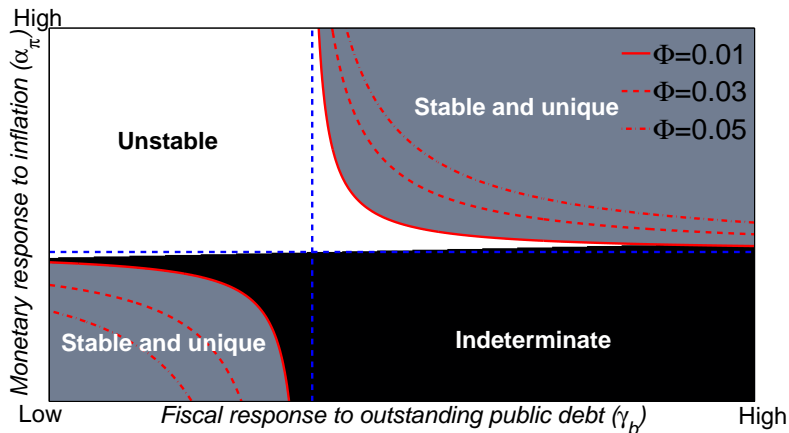 High
Monetary response to inflation (α_π)
Φ=0.01
Φ=0.03
Φ=0.05
Stable and unique
Unstable
Stable and unique
Indeterminate
Low
Fiscal response to outstanding public debt (γ_b)
High